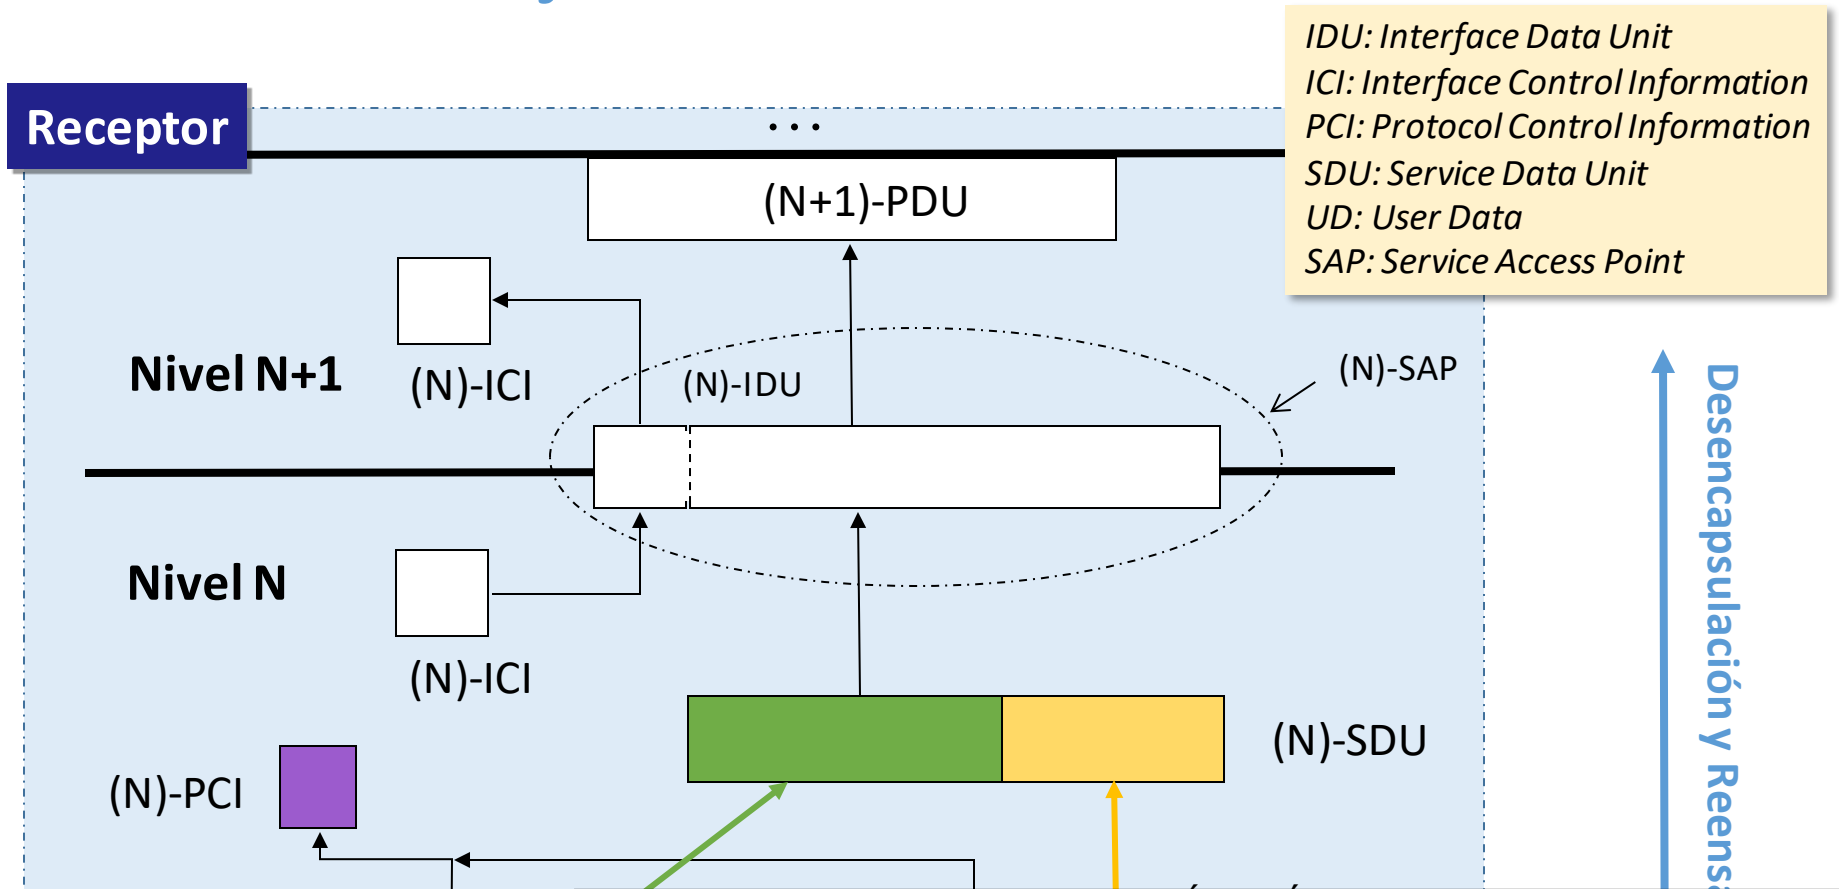 IDU: Interface Data Unit
ICI: Interface Control Information
PCI: Protocol Control Information
SDU: Service Data Unit
UD: User Data
SAP: Service Access Point
Receptor
...
(N+1)-PDU
Nivel N+1
(N)-ICI
(N)-IDU
(N)-SAP
Nivel N
(N)-ICI
(N)-SDU
(N)-PCI
Desencapsulación y Reensa